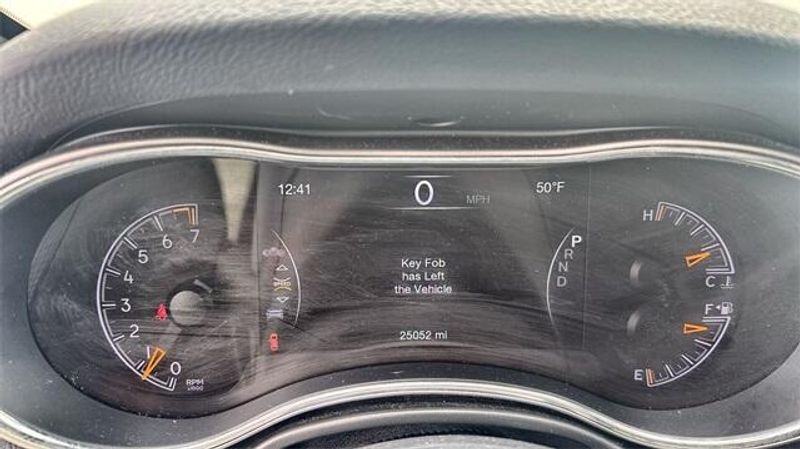 12:41
0 MPH
50°F
7
6
5
4
3
2
1
0
RPM
x1000
Key Fob
has Left
the Vehicle
25052 mi
P
R
N
D
H
C
F
E